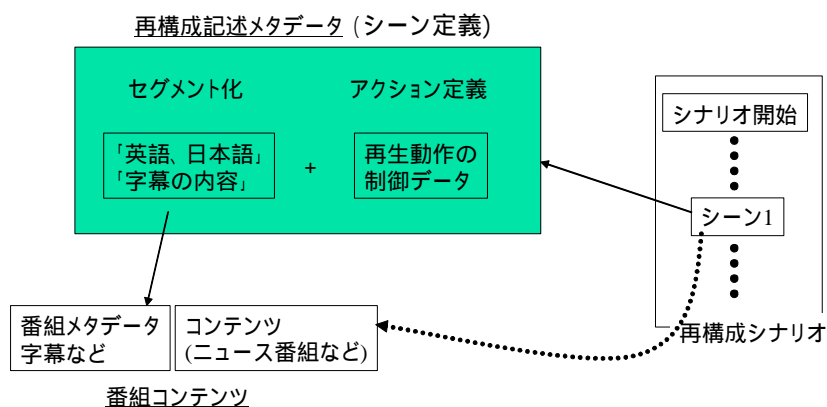 再構成記述メタデータ (シーン定義)
セグメント化
アクション定義
「英語、日本語」
「字幕の内容」
+
再生動作の
制御データ
シナリオ開始
シーン1
再構成シナリオ
番組メタデータ
字幕など
コンテンツ
(ニュース番組など)
番組コンテンツ